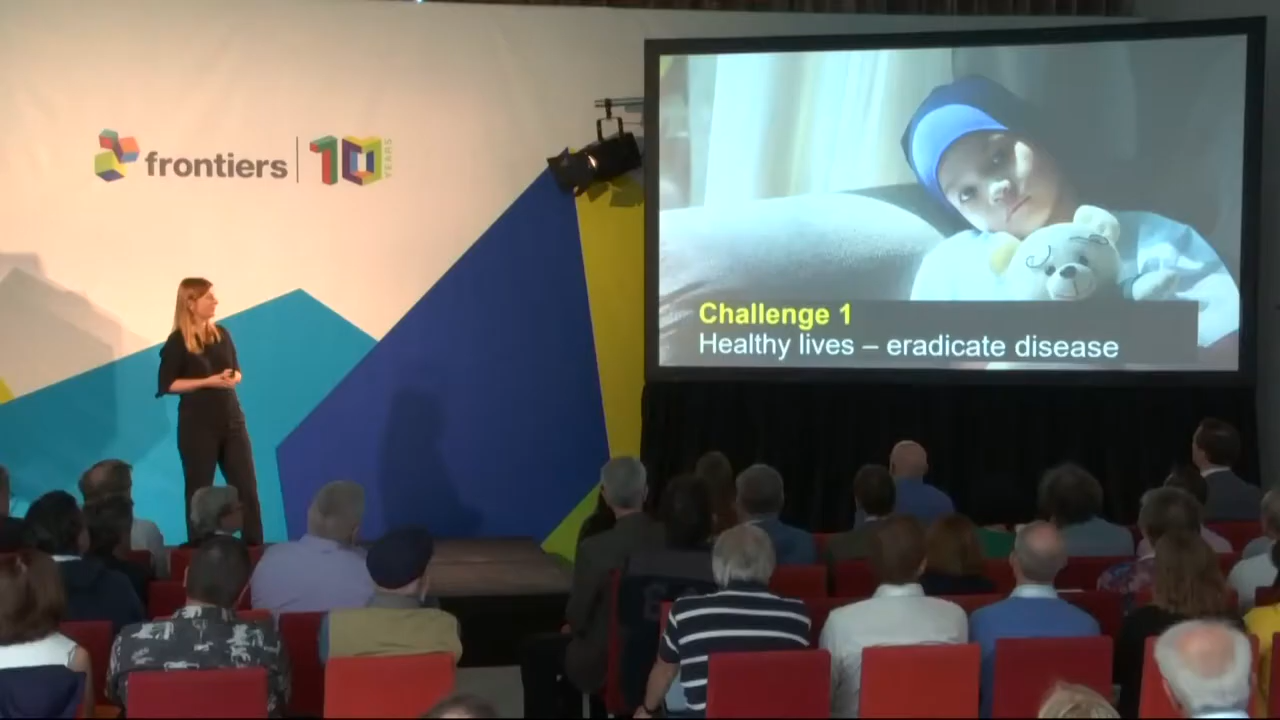 frontiers
10
YEARS
Challenge 1
Healthy lives – eradicate disease